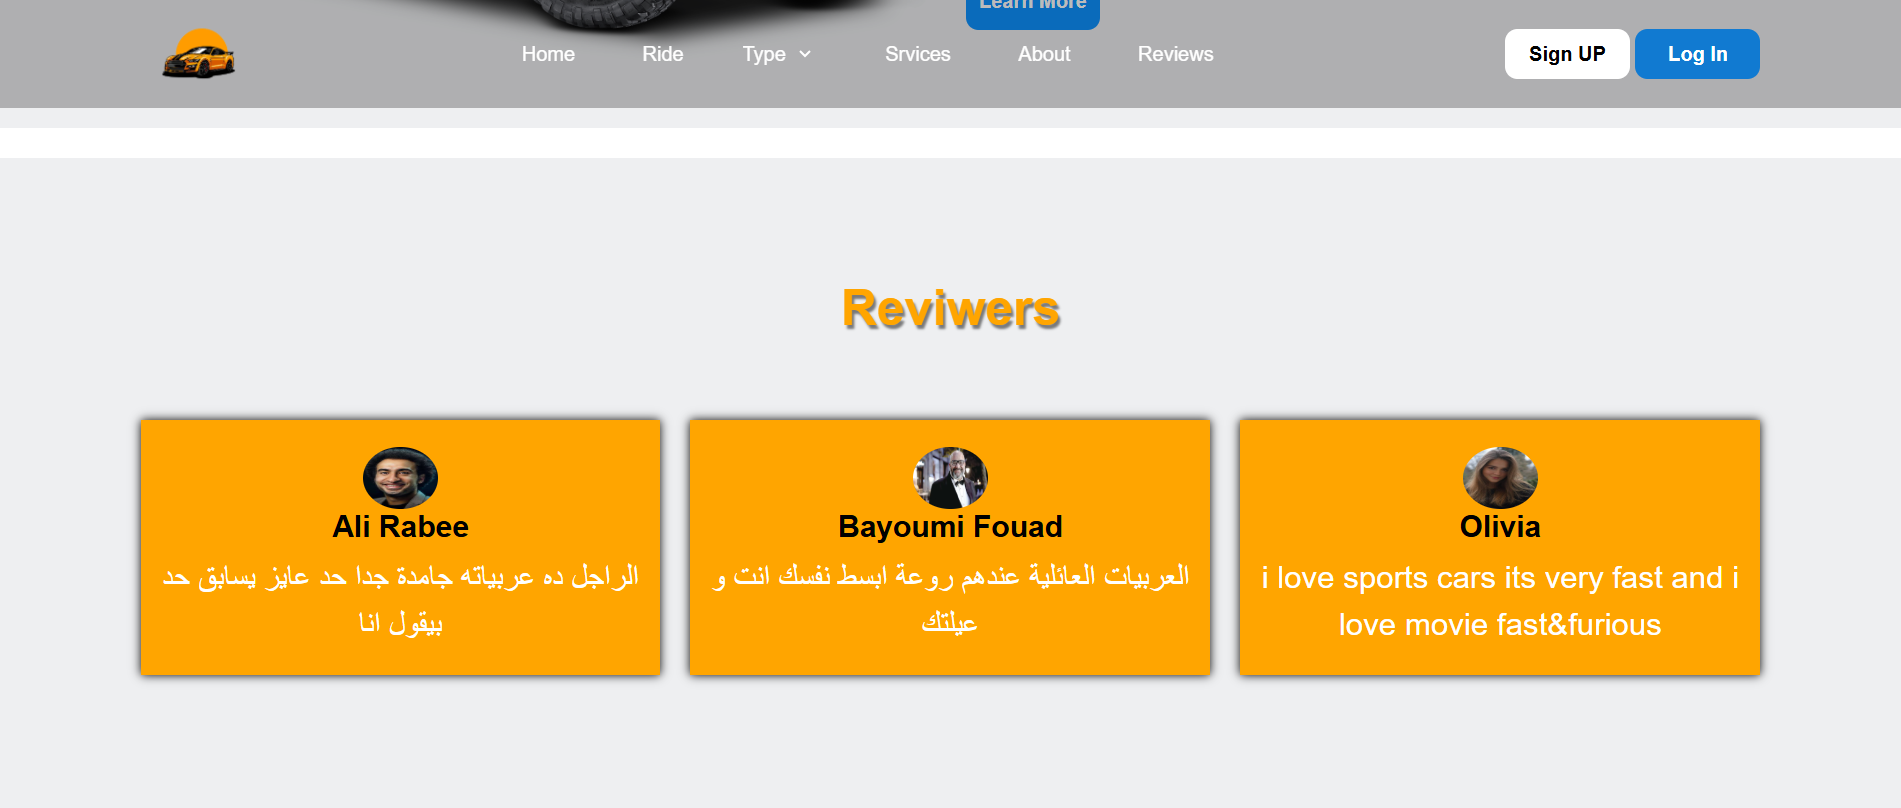 Learn More
Home Ride Type Srvices About Reviews Sign UP Log In
Reviwers
Ali Rabee
الراجل ده عربياته جامدة جدا حد عايز يسابق حد
بيقول انا
Bayoumi Fouad
العربيات العائلية عندهم روعة ابسط نفسك انت و
عيلتك
Olivia
i love sports cars its very fast and i
love movie fast&furious